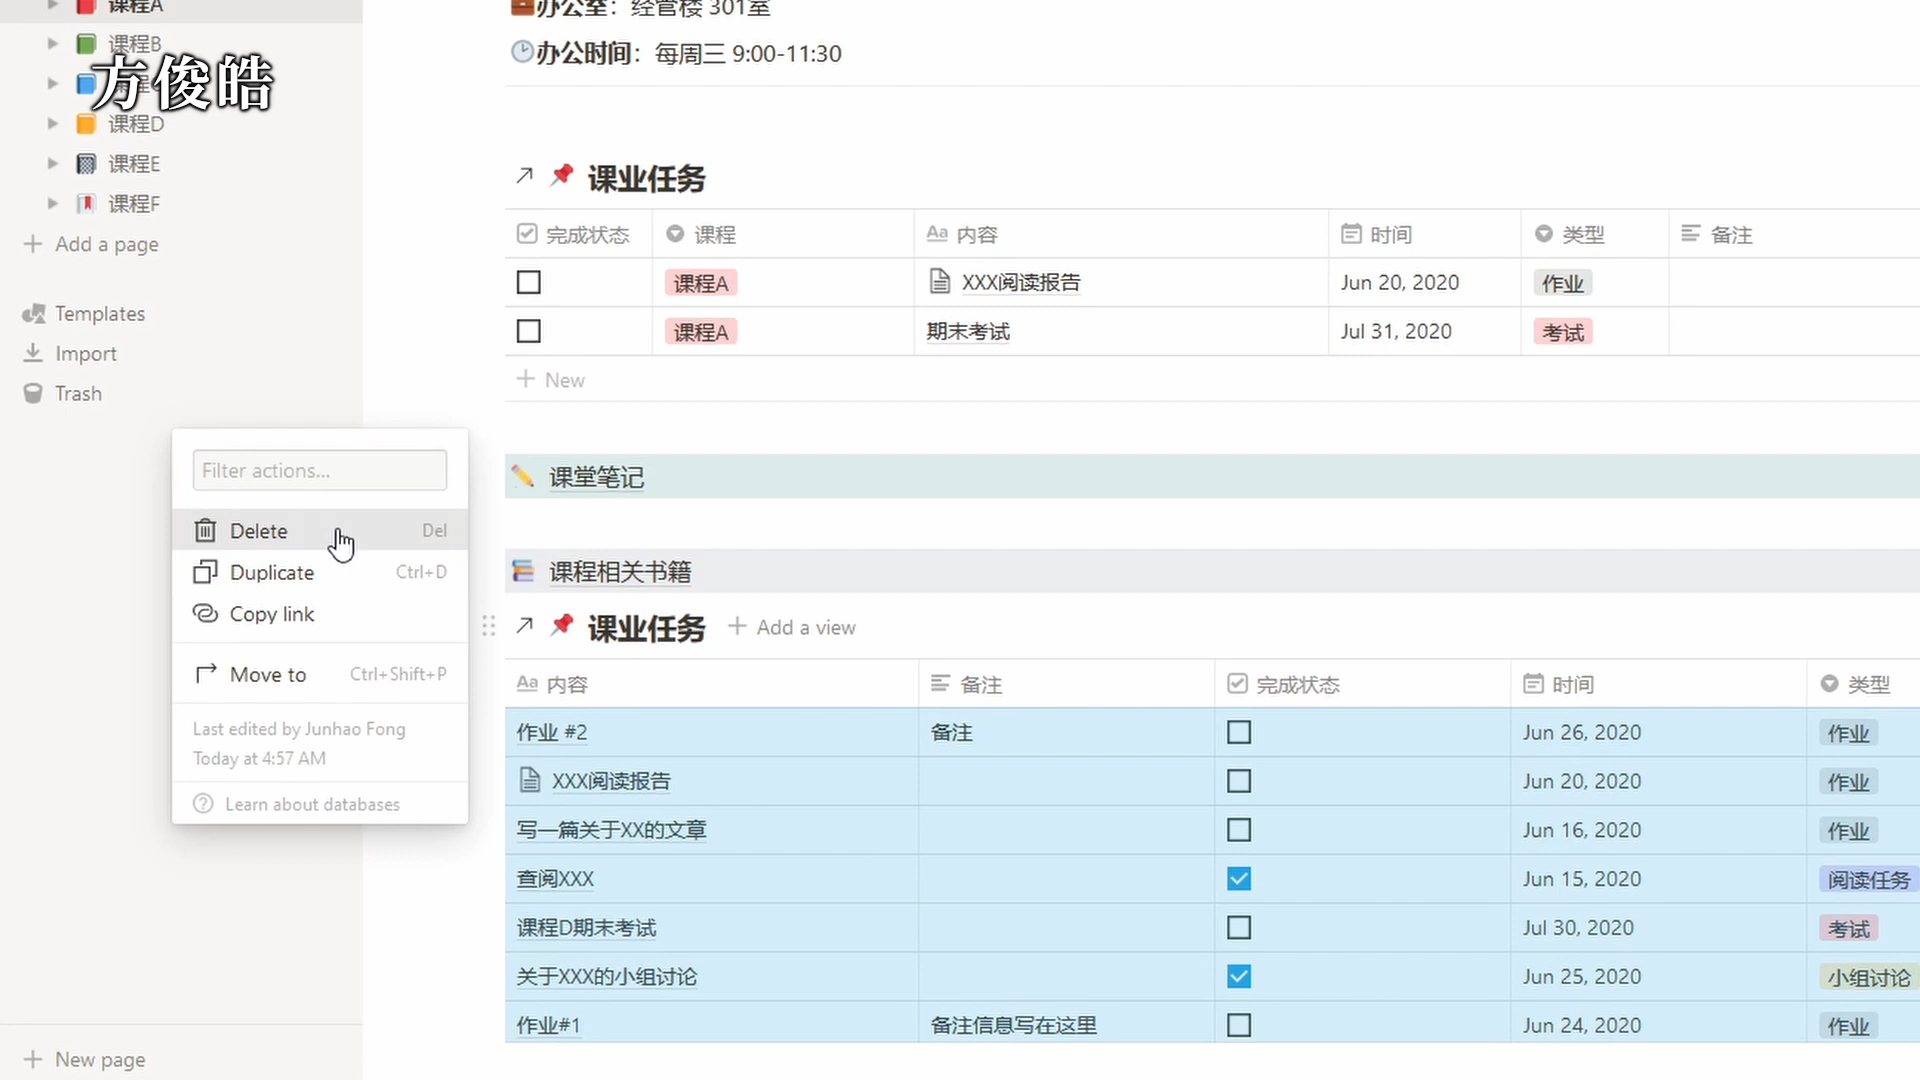 课程A
课程B
方俊皓
课程D
课程E
课程F
Add a page
Templates
Import
Trash
Filter actions...
Delete Del
Duplicate Ctrl+D
Copy link
Move to Ctrl+Shift+P
Last edited by Junhao Fong
Today at 4:57 AM
Learn about databases
New page
办公室：经管楼 301室
办公时间：每周三 9:00-11:30
课业任务
完成状态 课程 Aa 内容 时间 类型 备注
课程A XXX阅读报告 Jun 20, 2020 作业
课程A 期末考试 Jul 31, 2020 考试
New
课堂笔记
课程相关书籍
课业任务 Add a view
Aa 内容 备注 完成状态 时间 类型
作业 #2 备注 Jun 26, 2020 作业
XXX阅读报告 Jun 20, 2020 作业
写一篇关于XX的文章 Jun 16, 2020 作业
查阅XXX Jun 15, 2020 阅读任务
课程D期末考试 Jul 30, 2020 考试
关于XXX的小组讨论 Jun 25, 2020 小组讨论
作业#1 备注信息写在这里 Jun 24, 2020 作业